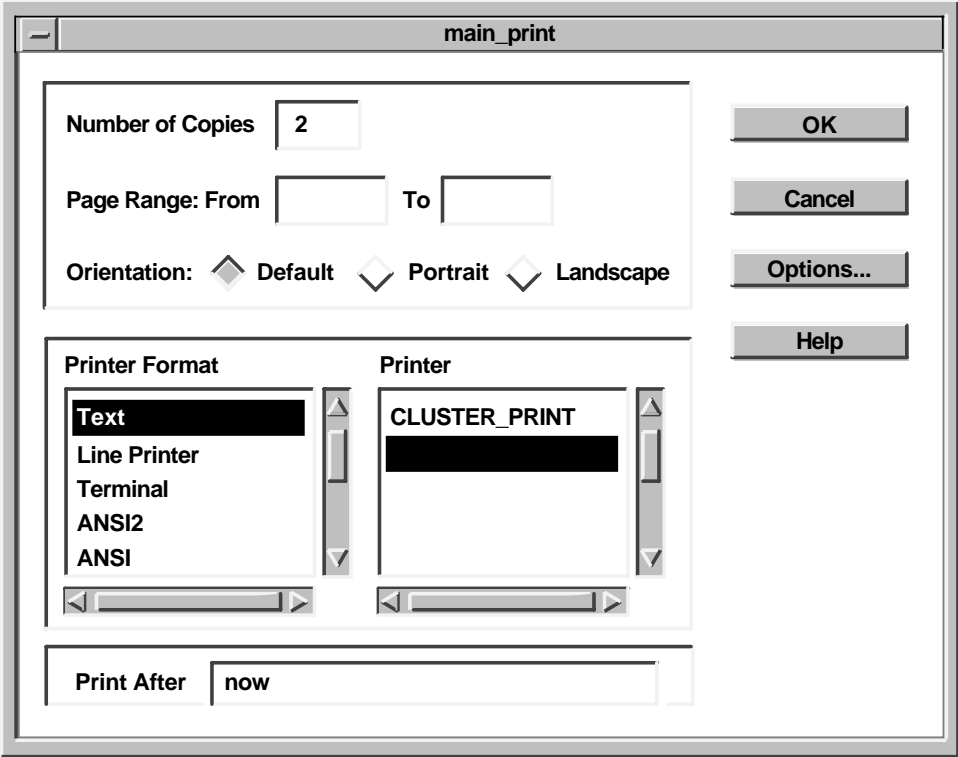 main_print
Number of Copies 2
OK
Page Range: From To
Cancel
Orientation: Default Portrait Landscape
Options...
Help
Printer Format
Text
Line Printer
Terminal
ANSI2
ANSI
Printer
CLUSTER_PRINT
Print After now